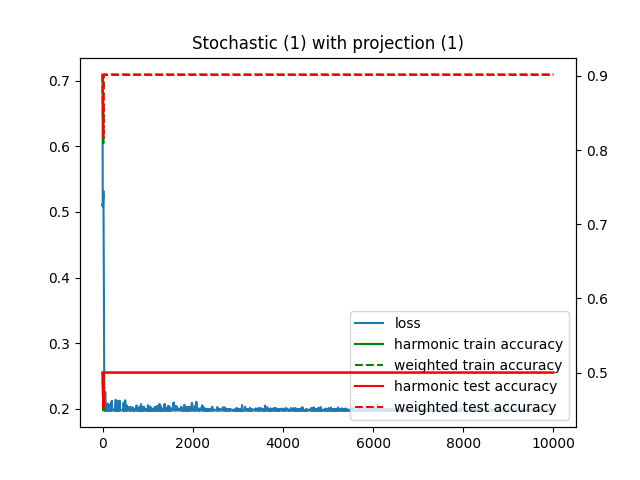 Stochastic (1) with projection (1)
0.7
0.6
0.5
0.4
0.3
0.2
0.9
0.8
0.7
0.6
0.5
loss
harmonic train accuracy
weighted train accuracy
harmonic test accuracy
weighted test accuracy
0 2000 4000 6000 8000 10000